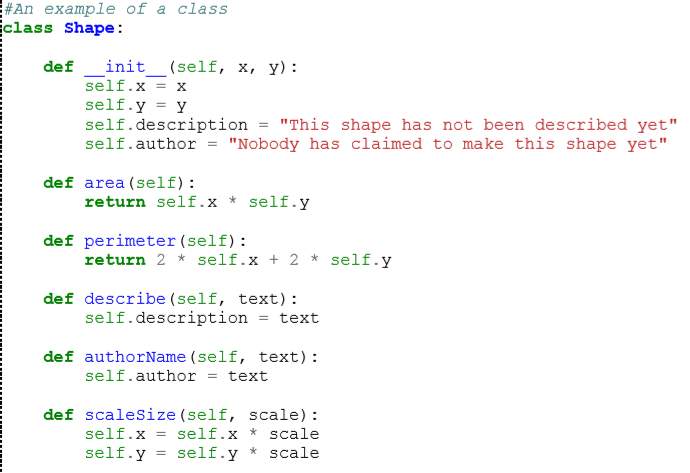 #An example of a class
class Shape:
    def __init__(self, x, y):
        self.x = x
        self.y = y
        self.description = "This shape has not been described yet"
        self.author = "Nobody has claimed to make this shape yet"
    def area(self):
        return self.x * self.y
    def perimeter(self):
        return 2 * self.x + 2 * self.y
    def describe(self, text):
        self.description = text
    def authorName(self, text):
        self.author = text
    def scaleSize(self, scale):
        self.x = self.x * scale
        self.y = self.y * scale